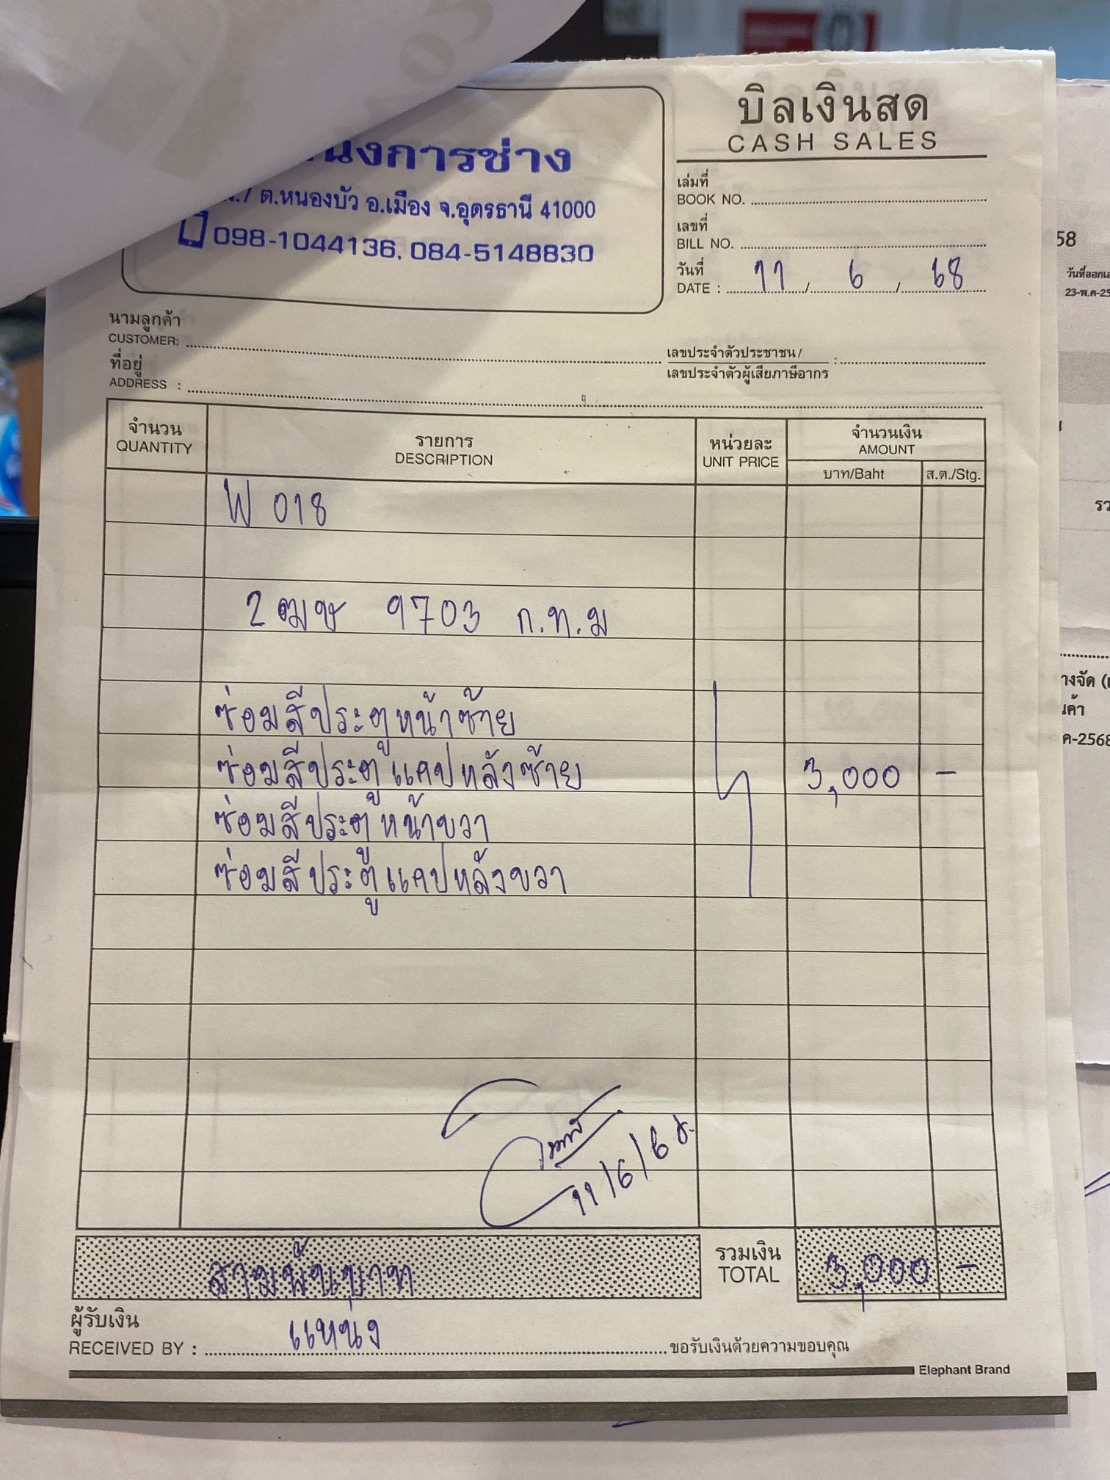 บิลเงินสด
CASH SALES
นงการช่าง
ต.หนองบัว อ.เมือง จ.อุดรธานี 41000
098-1044136, 084-5148830
เล่มที่
BOOK NO.
เลขที่
BILL NO.
วันที่
DATE : 11 / 6 / 68
นามลูกค้า
CUSTOMER:
ที่อยู่
ADDRESS :
เลขประจำตัวประชาชน /
เลขประจำตัวผู้เสียภาษีอากร :
จำนวน รายการ หน่วยละ จำนวนเงิน
QUANTITY DESCRIPTION UNIT PRICE AMOUNT
บาท/Baht ส.ต./Stg.
W 018
2ฒษ 9703 ก.ท.ม
ซ่อมสีประตูหน้าซ้าย
ซ่อมสีประตูแคปหลังซ้าย 3,000 -
ซ่อมสีประตูหน้าขวา
ซ่อมสีประตูแคปหลังขวา
11/6/68
สามพันบาท รวมเงิน 3,000 -
TOTAL
ผู้รับเงิน
RECEIVED BY : แหนง ขอรับเงินด้วยความขอบคุณ
Elephant Brand
58
23-พ.ค-25
ค-2568